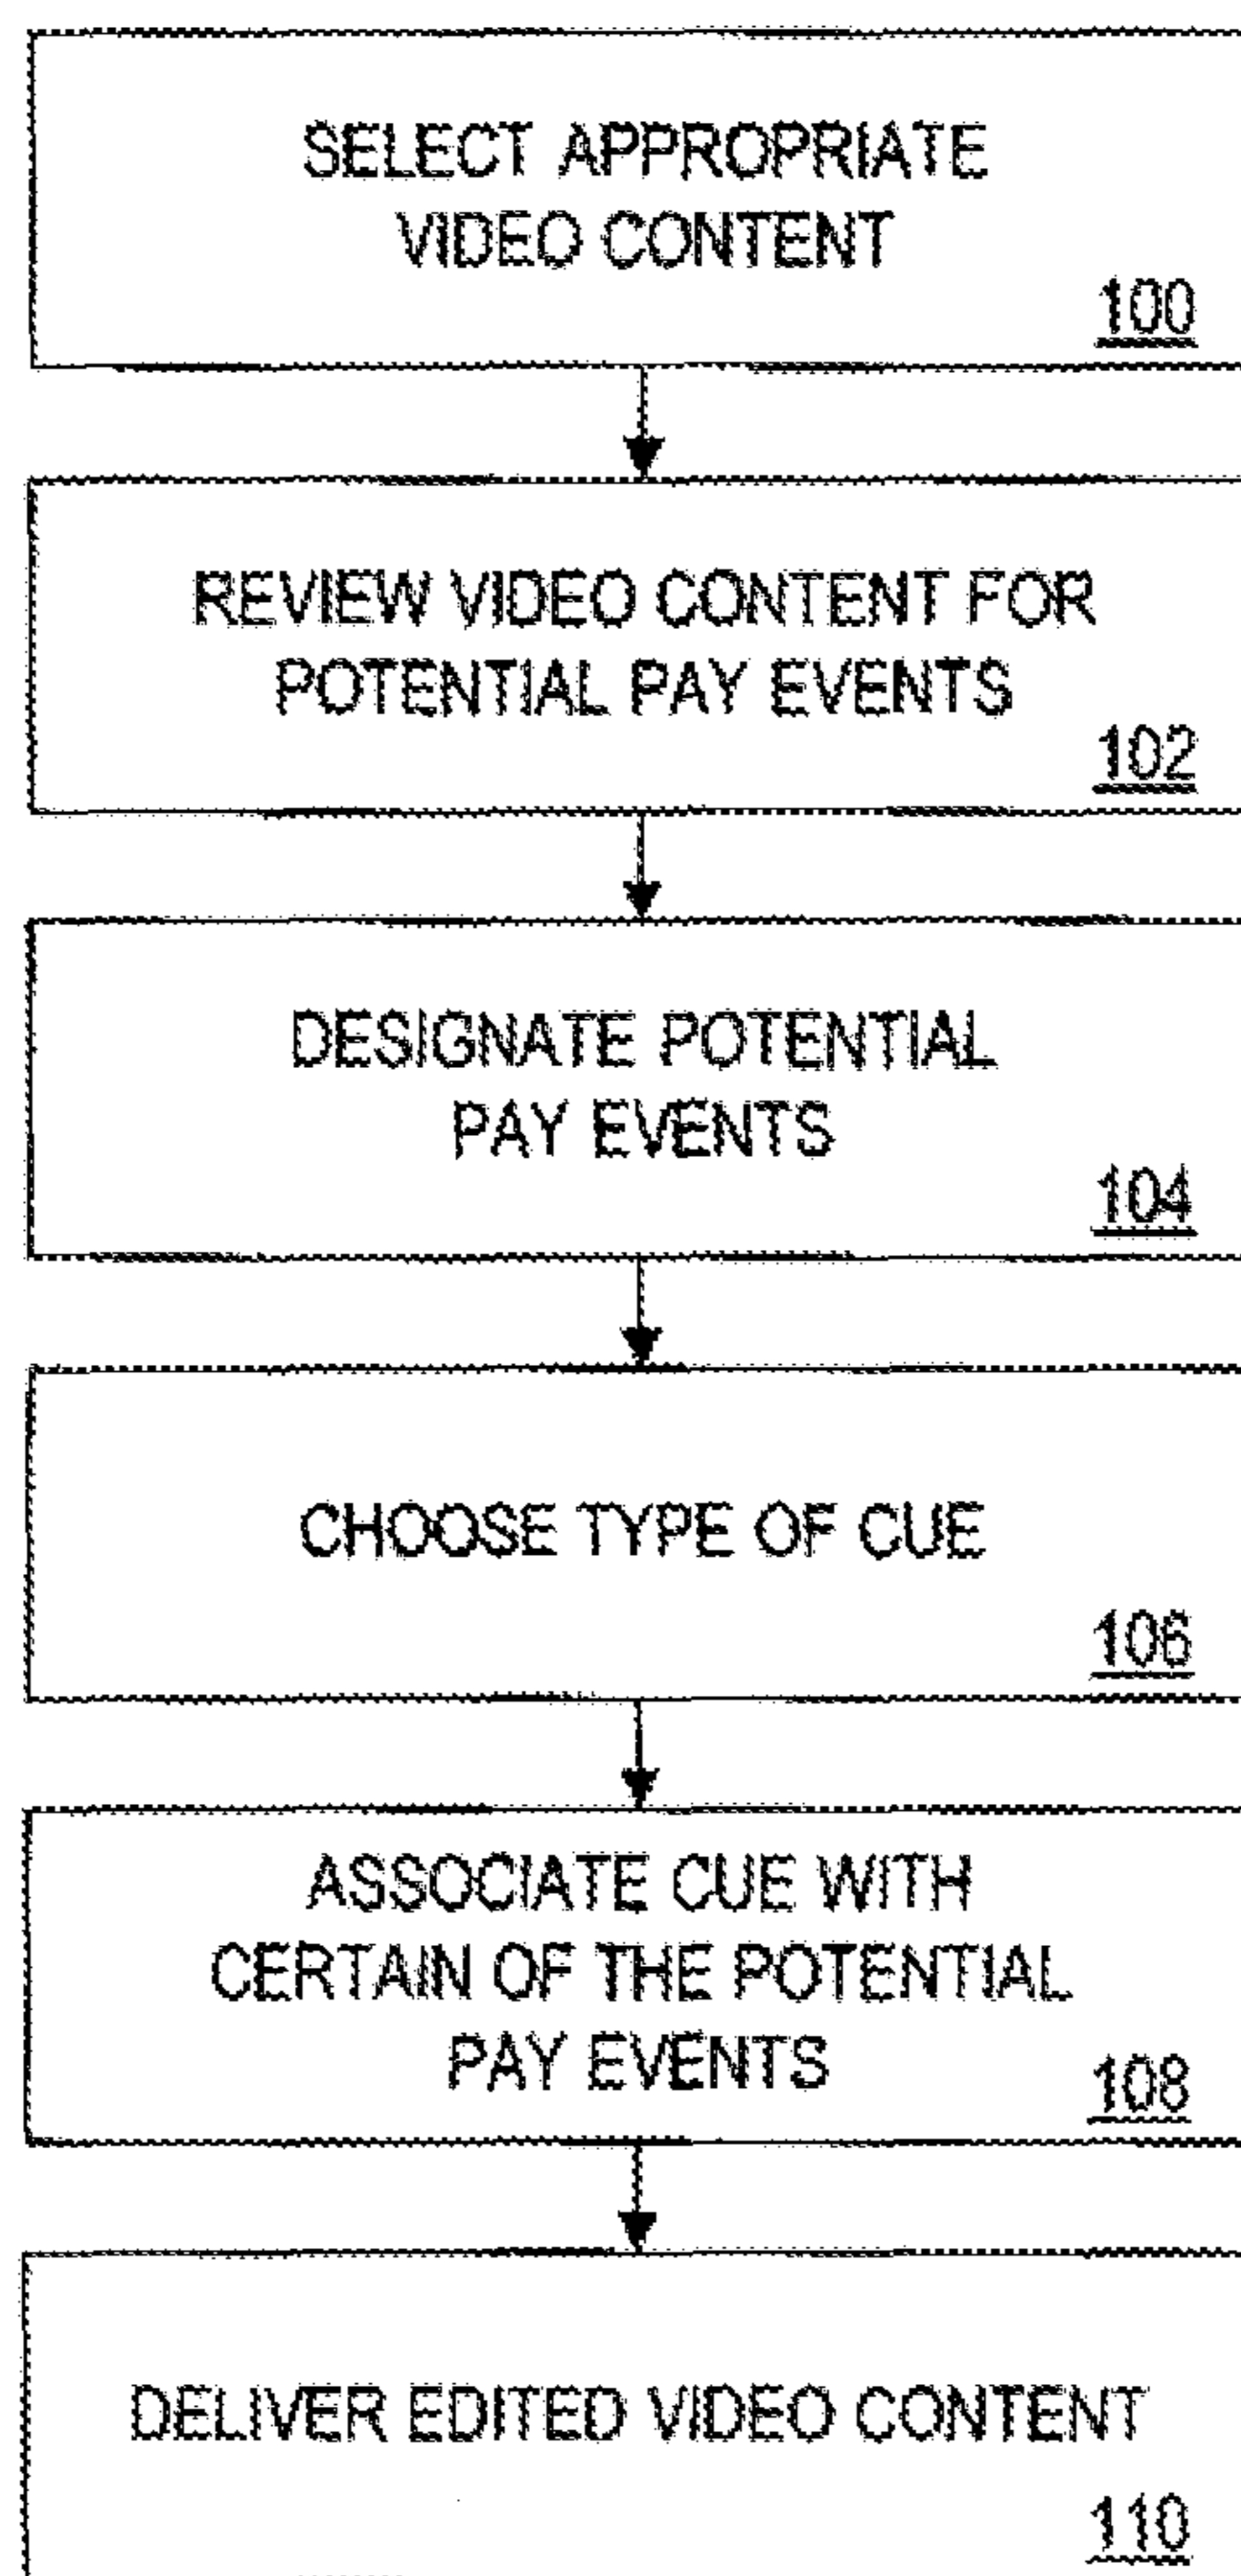 SELECT APPROPRIATE
VIDEO CONTENT
100
REVIEW VIDEO CONTENT FOR
POTENTIAL PAY EVENTS
102
DESIGNATE POTENTIAL
PAY EVENTS
104
CHOOSE TYPE OF CUE
106
ASSOCIATE CUE WITH
CERTAIN OF THE POTENTIAL
PAY EVENTS
108
DELIVER EDITED VIDEO CONTENT
110